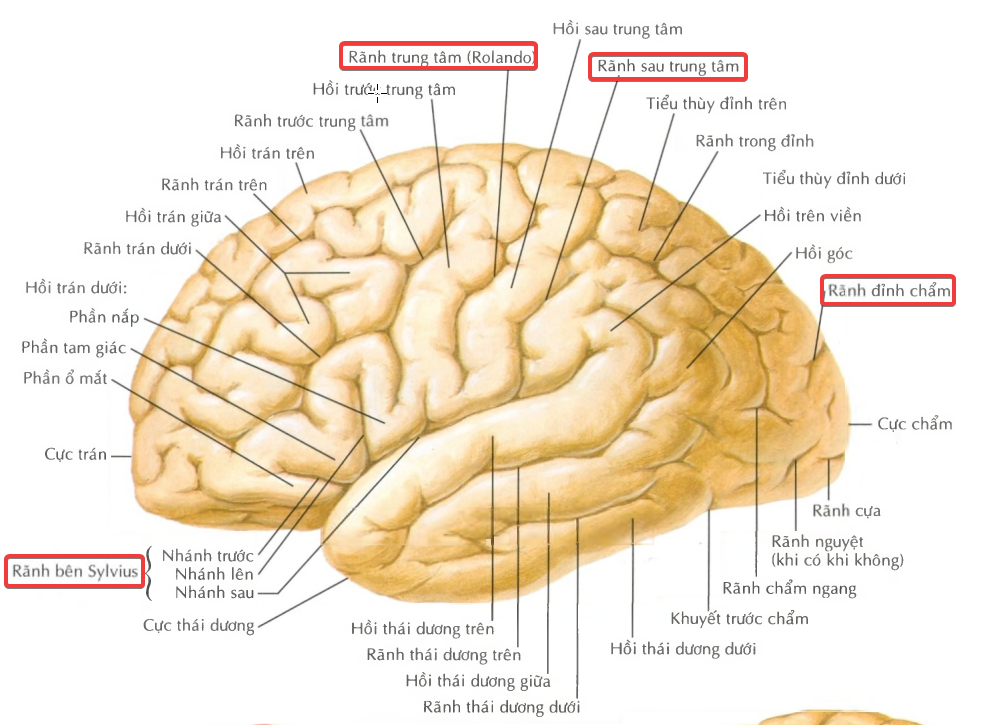 Hồi sau trung tâm
Rãnh trung tâm (Rolando)
Rãnh sau trung tâm
Hồi trước trung tâm
Tiểu thùy đỉnh trên
Rãnh trước trung tâm
Rãnh trong đỉnh
Hồi trán trên
Tiểu thùy đỉnh dưới
Rãnh trán trên
Hồi trên viền
Hồi trán giữa
Rãnh trán dưới
Hồi góc
Hồi trán dưới:
Rãnh đỉnh chẩm
Phần nắp
Phần tam giác
Phần ổ mắt
Cực chẩm
Cực trán
Rãnh cựa
Rãnh nguyệt
(khi có khi không)
Rãnh bên Sylvius
Nhánh trước
Nhánh lên
Nhánh sau
Rãnh chẩm ngang
Khuyết trước chẩm
Cực thái dương
Hồi thái dương trên
Hồi thái dương dưới
Rãnh thái dương trên
Hồi thái dương giữa
Rãnh thái dương dưới